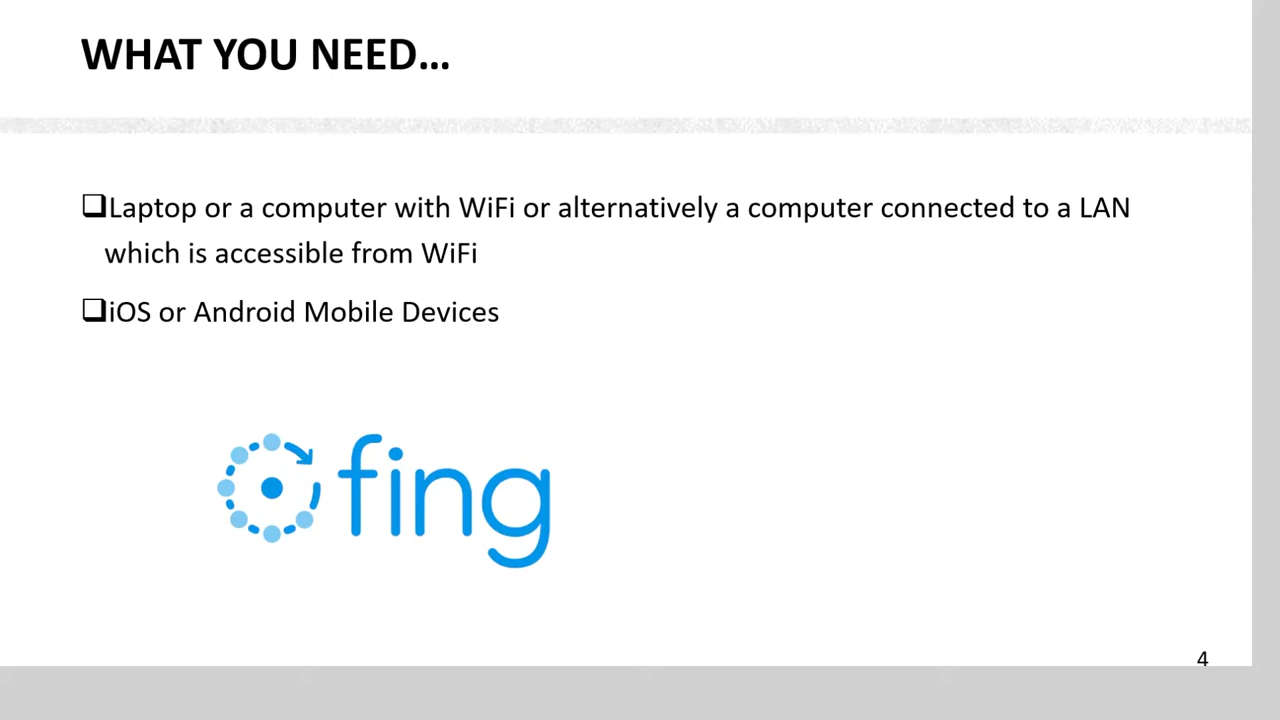 WHAT YOU NEED...
Laptop or a computer with WiFi or alternatively a computer connected to a LAN
which is accessible from WiFi
iOS or Android Mobile Devices
fing
4